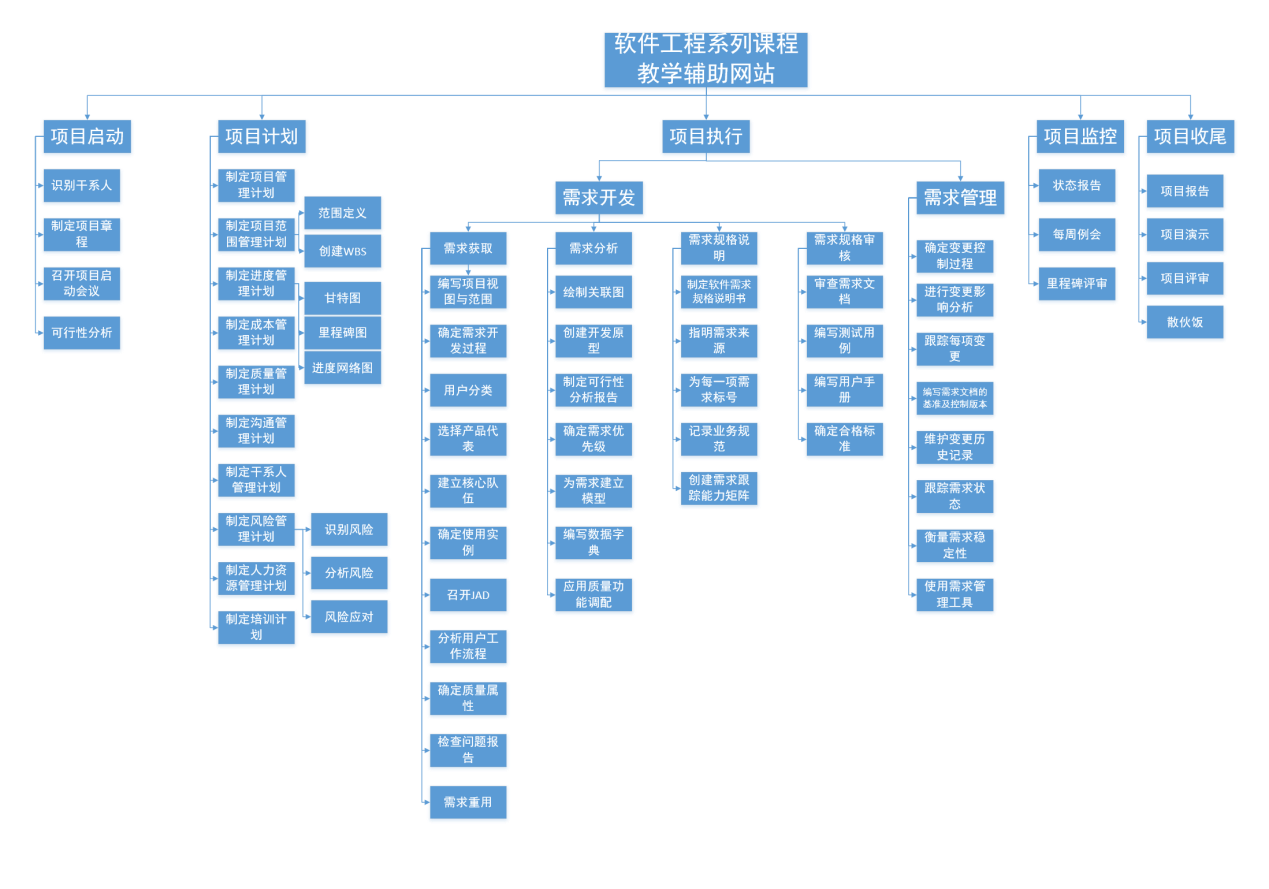 软件工程系列课程
教学辅助网站
项目启动
识别干系人
制定项目章
程
召开项目启
动会议
可行性分析
项目计划
制定项目管
理计划
制定项目范
围管理计划
范围定义
创建WBS
制定进度管
理计划
甘特图
里程碑图
进度网络图
制定成本管
理计划
制定质量管
理计划
制定沟通管
理计划
制定干系人
管理计划
制定风险管
理计划
识别风险
分析风险
风险应对
制定人力资
源管理计划
制定培训计
划
项目执行
需求开发
需求获取
编写项目视
图与范围
确定需求开
发过程
用户分类
选择产品代
表
建立核心队
伍
确定使用实
例
召开JAD
分析用户工
作流程
确定质量属
性
检查问题报
告
需求重用
需求分析
绘制关联图
创建开发原
型
制定可行性
分析报告
确定需求优
先级
为需求建立
模型
编写数据字
典
应用质量功
能调配
需求规格说
明
制定软件需求
规格说明书
指明需求来
源
为每一项需
求标号
记录业务规
范
创建需求跟
踪能力矩阵
需求规格审
核
审查需求文
档
编写测试用
例
编写用户手
册
确定合格标
准
需求管理
确定变更控
制过程
进行变更影
响分析
跟踪每项变
更
编写需求文档的
基准及控制版本
维护变更历
史记录
跟踪需求状
态
衡量需求稳
定性
使用需求管
理工具
项目监控
状态报告
每周例会
里程碑评审
项目收尾
项目报告
项目演示
项目评审
散伙饭